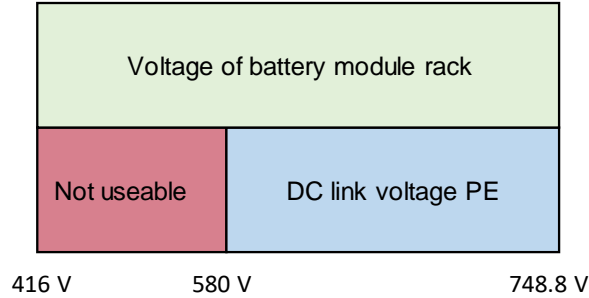 Voltage of battery module rack
Not useable
DC link voltage PE
416 V
580 V
748.8 V